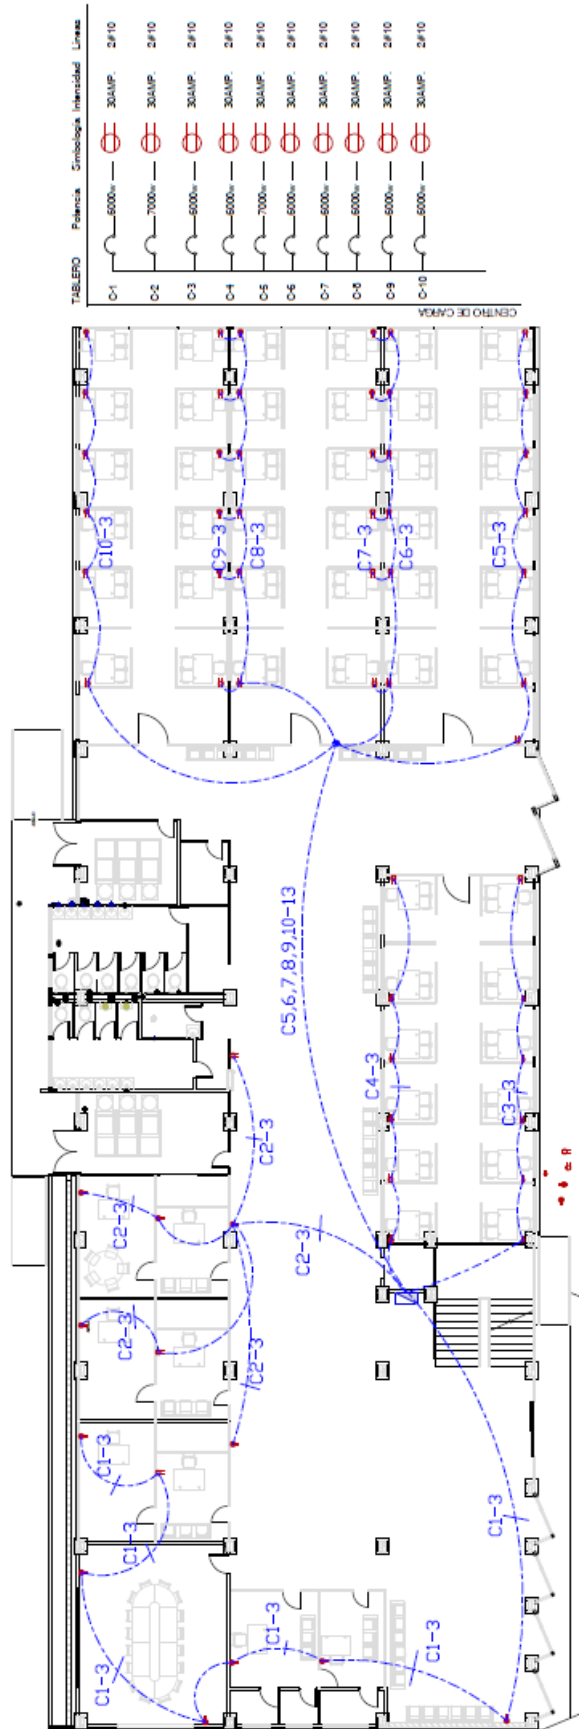 TABLERO Potencia Simbología Intensidad Lineas
C-1 6000w 30AMP. 2#10
C-2 7000w 30AMP. 2#10
C-3 6000w 30AMP. 2#10
C-4 6000w 30AMP. 2#10
C-5 7000w 30AMP. 2#10
C-6 6000w 30AMP. 2#10
C-7 6000w 30AMP. 2#10
C-8 6000w 30AMP. 2#10
C-9 6000w 30AMP. 2#10
C-10 6000w 30AMP. 2#10
CENTRO DE CARGA
C10-3
C9-3
C8-3
C7-3
C6-3
C5-3
C5,6,7,8,9,10-13
C4-3
C3-3
C2-3
C2-3
C2-3
C2-3
C2-3
C1-3
C1-3
C1-3
C1-3
C1-3
C1-3